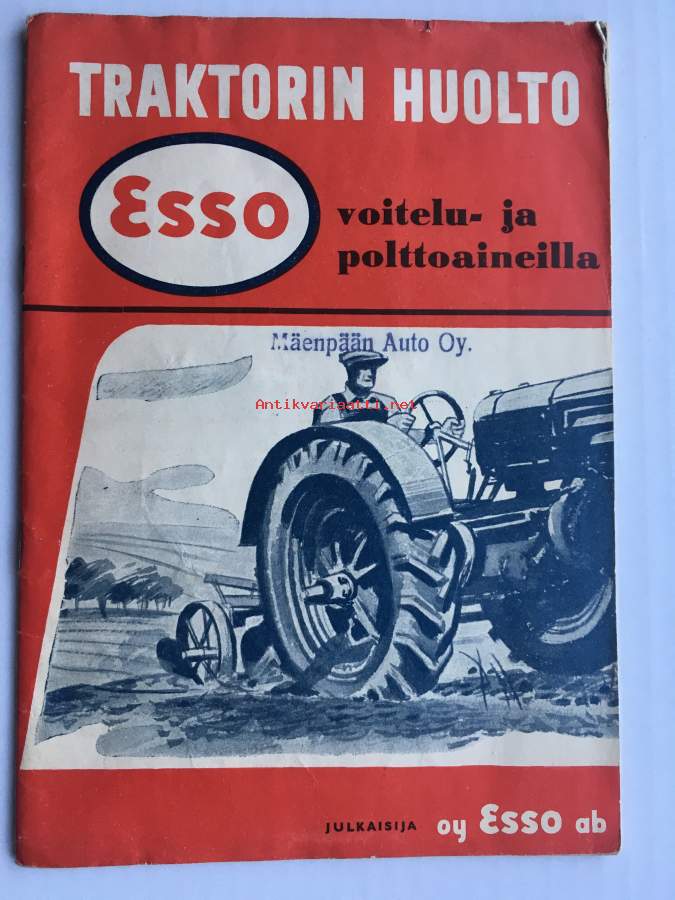 TRAKTORIN HUOLTO
Esso
voitelu- ja
polttoaineilla
Mäenpään Auto Oy.
Antikvariaatti.net
JULKAISIJA oy Esso ab